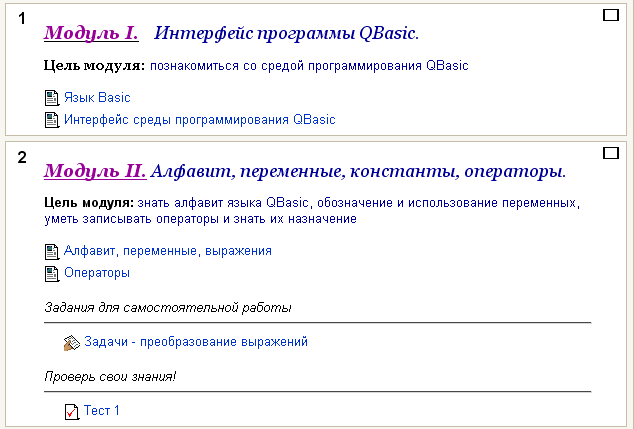 1
Модуль I. Интерфейс программы QBasic.
Цель модуля: познакомиться со средой программирования QBasic
Язык Basic
Интерфейс среды программирования QBasic
2
Модуль II. Алфавит, переменные, константы, операторы.
Цель модуля: знать алфавит языка QBasic, обозначение и использование переменных,
уметь записывать операторы и знать их назначение
Алфавит, переменные, выражения
Операторы
Задания для самостоятельной работы
Задачи - преобразование выражений
Проверь свои знания!
Тест 1